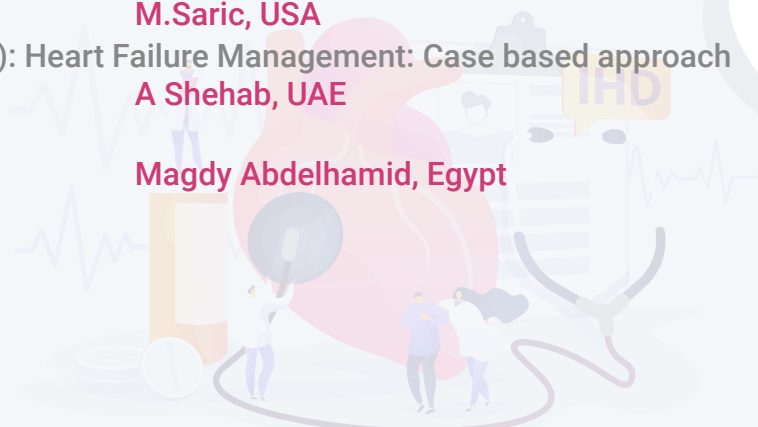 M.Saric, USA
): Heart Failure Management: Case based approach
A Shehab, UAE
IHD
Magdy Abdelhamid, Egypt